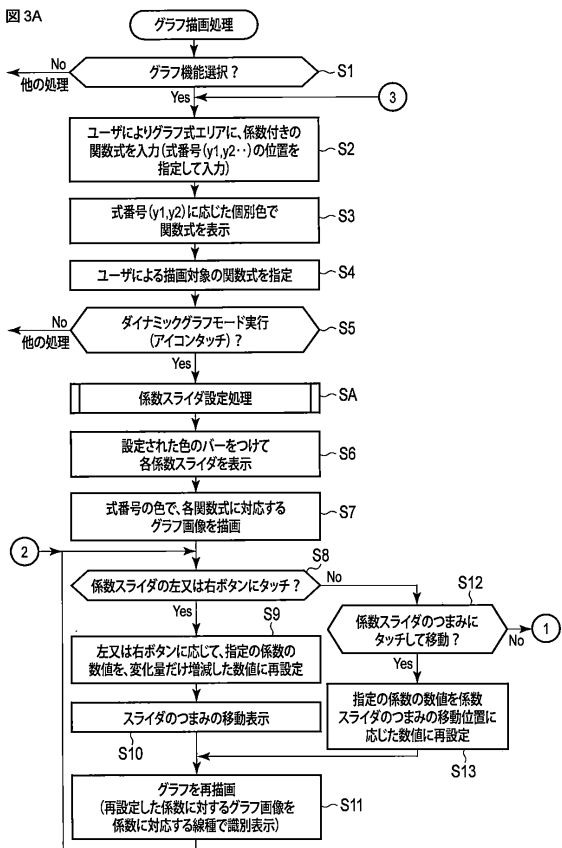 図 3A
グラフ描画処理
グラフ機能選択？
S1
No
他の処理
Yes
3
ユーザによりグラフ式エリアに、係数付きの
関数式を入力(式番号(y1,y2‥)の位置を
指定して入力)
S2
式番号(y1,y2)に応じた個別色で
関数式を表示
S3
ユーザによる描画対象の関数式を指定
S4
ダイナミックグラフモード実行
(アイコンタッチ)？
S5
No
他の処理
Yes
係数スライダ設定処理
SA
設定された色のバーをつけて
各係数スライダを表示
S6
式番号の色で、各関数式に対応する
グラフ画像を描画
S7
2
係数スライダの左又は右ボタンにタッチ？
S8
No
Yes
S9
左又は右ボタンに応じて、指定の係数の
数値を、変化量だけ増減した数値に再設定
スライダのつまみの移動表示
S10
S12
係数スライダのつまみに
タッチして移動？
No
1
Yes
指定の係数の数値を係数
スライダのつまみの移動位置に
応じた数値に再設定
S13
グラフを再描画
(再設定した係数に対するグラフ画像を
係数に対応する線種で識別表示)
S11